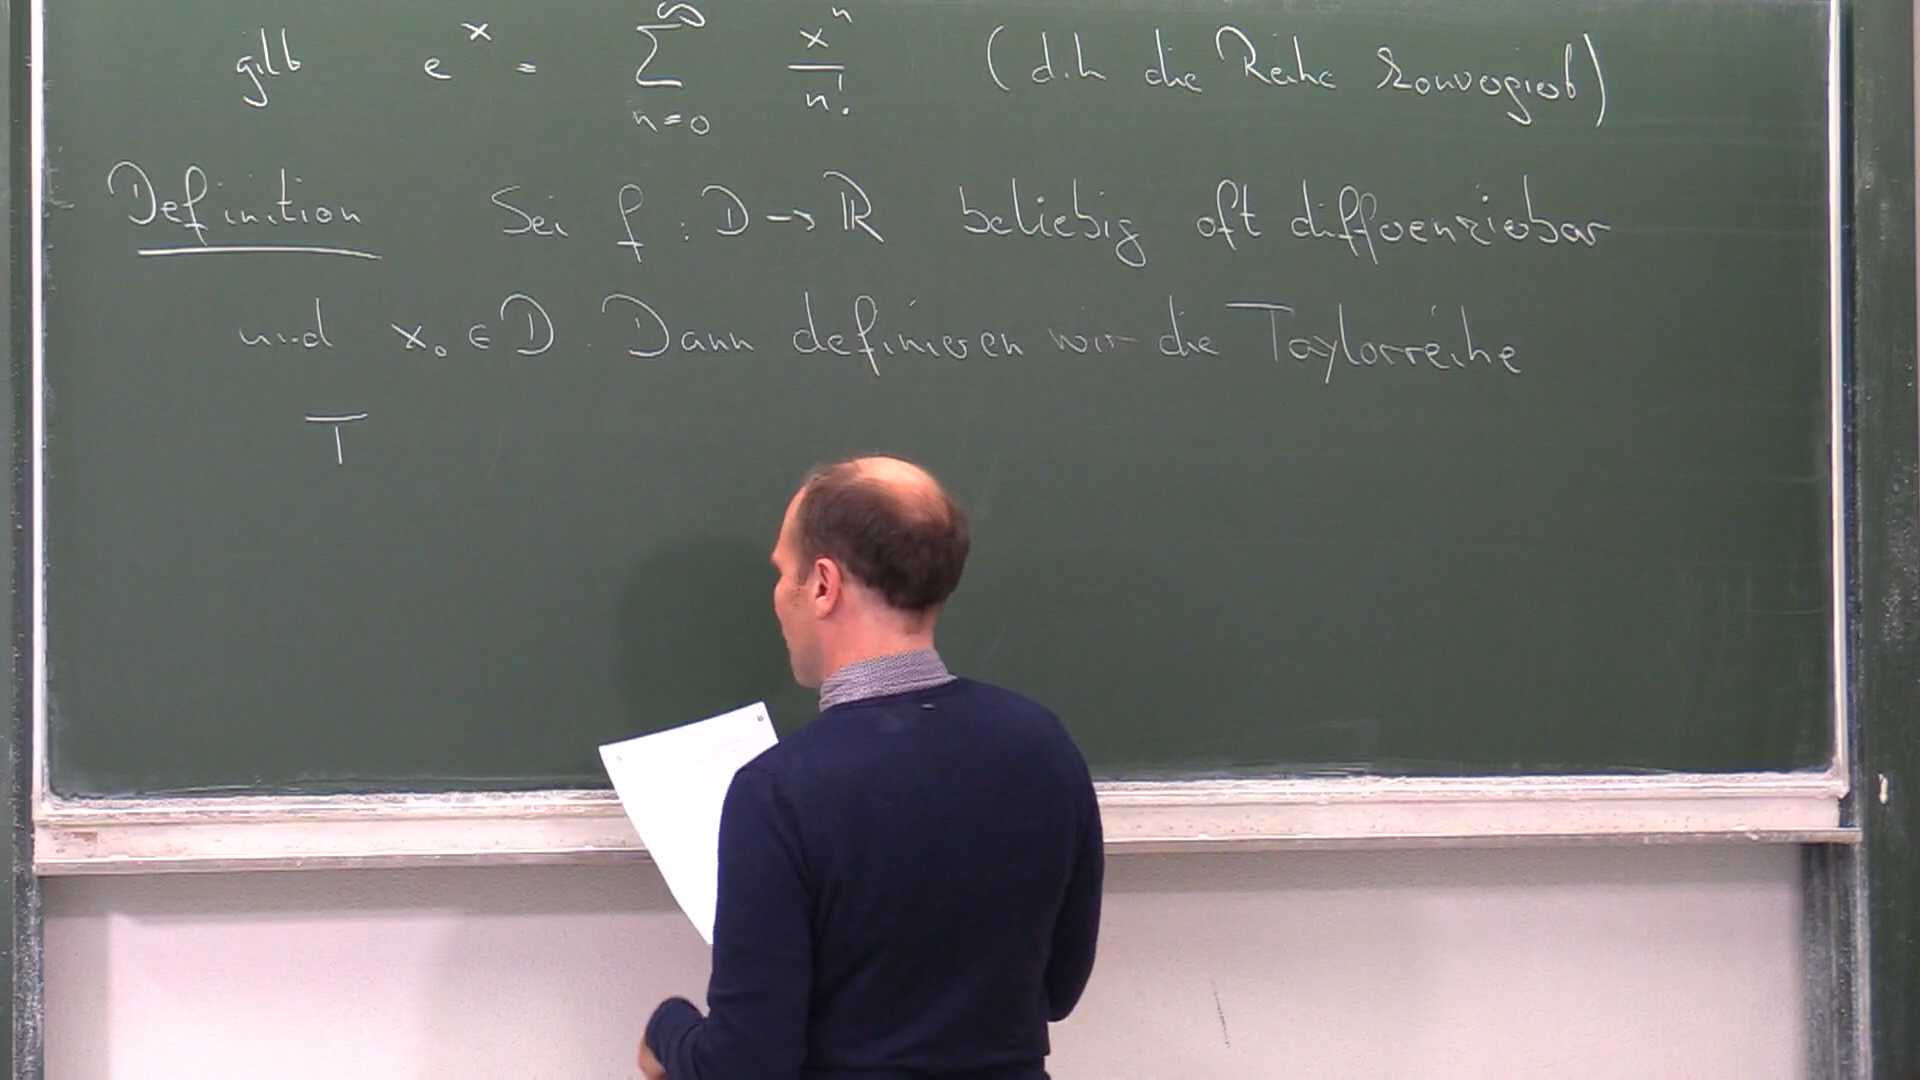 gilt e^x = ∑_{n=0}^{∞} x^n / n! (d.h die Reihe konvergiert)
Definition Sei f : D → ℝ beliebig oft differenzierbar
und x₀ ∈ D. Dann definieren wir die Taylorreihe
T